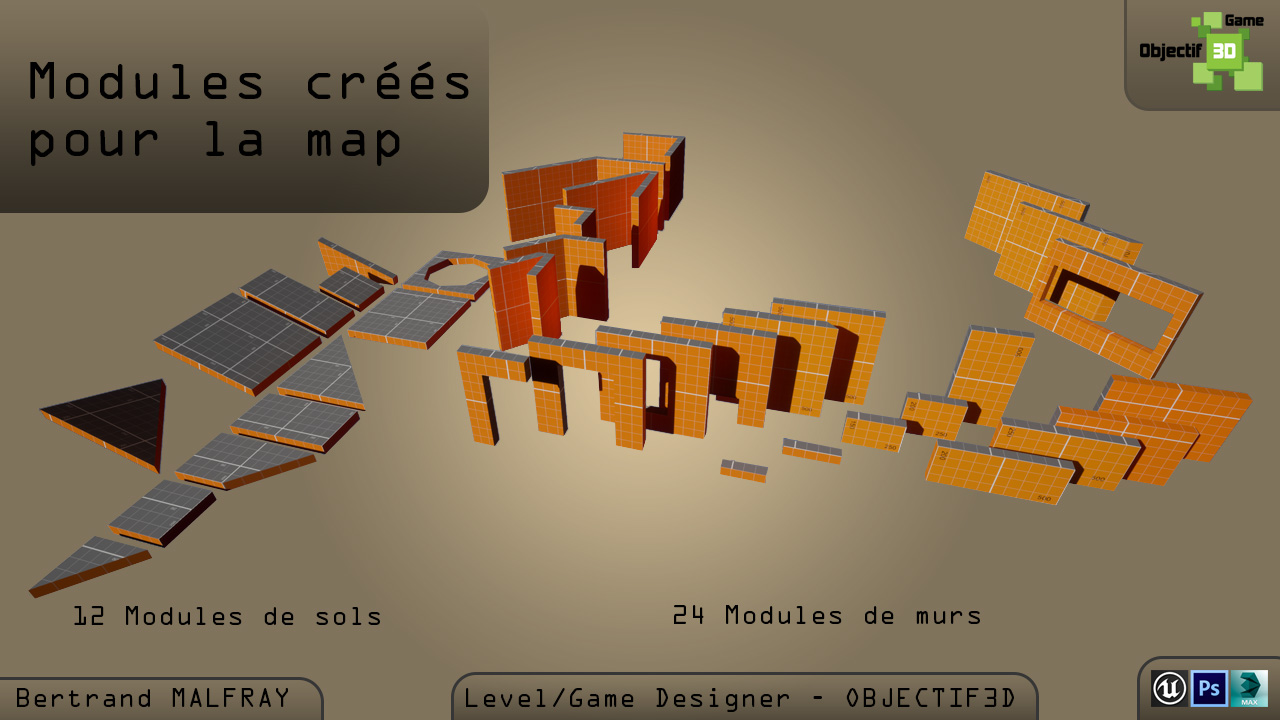 Modules créés
pour la map
Game
Objectif 3D
12 Modules de sols
24 Modules de murs
Bertrand MALFRAY
Level/Game Designer - OBJECTIF3D
Ps
MAX